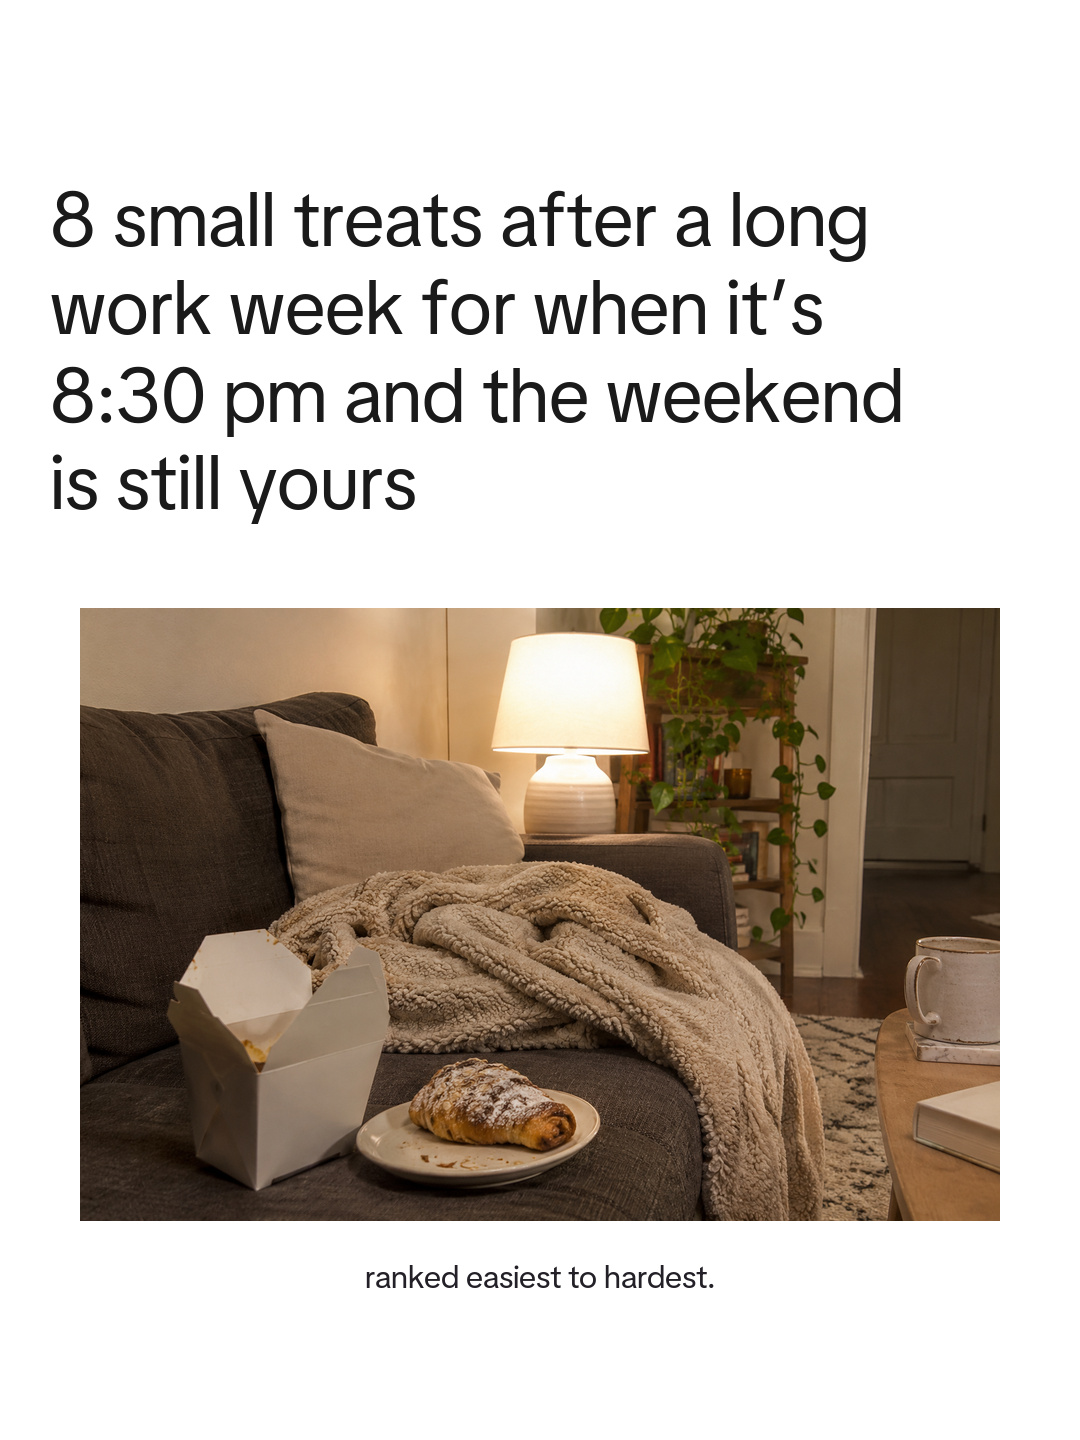 8 small treats after a long
work week for when it’s
8:30 pm and the weekend
is still yours
ranked easiest to hardest.